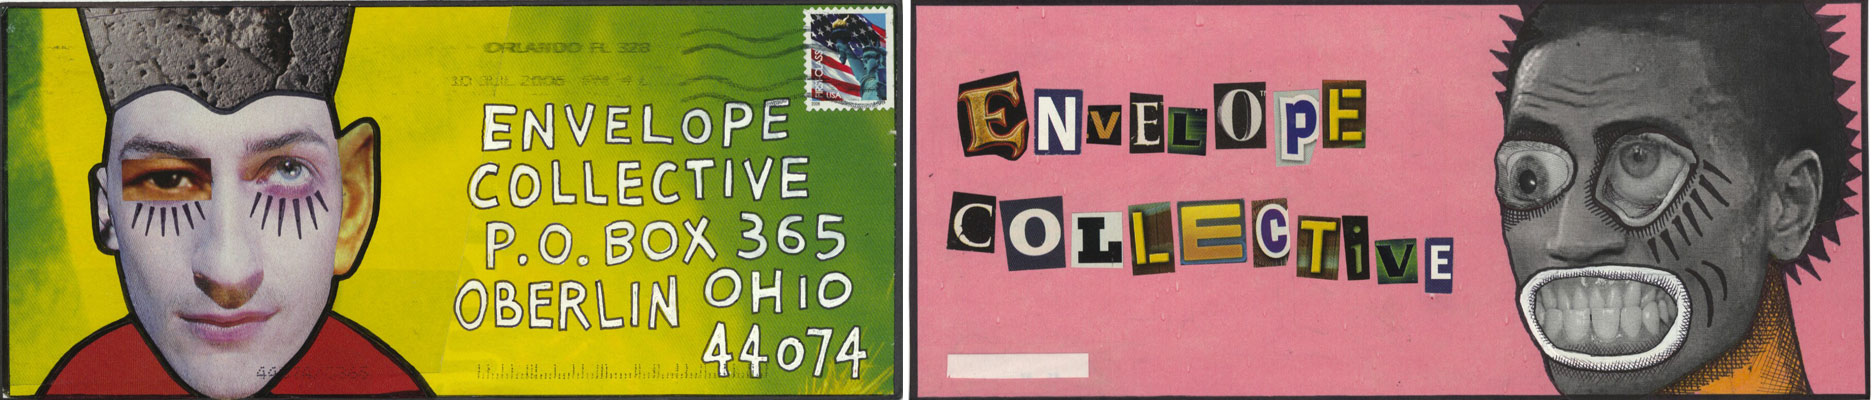 ORLANDO FL 328
10 JUL 2006 PM 4 L
FIRST-CLASS
USA
ENVELOPE
COLLECTIVE
P.O. BOX 365
OBERLIN OHIO
44074
ENvELOPE
COLLECTiVE